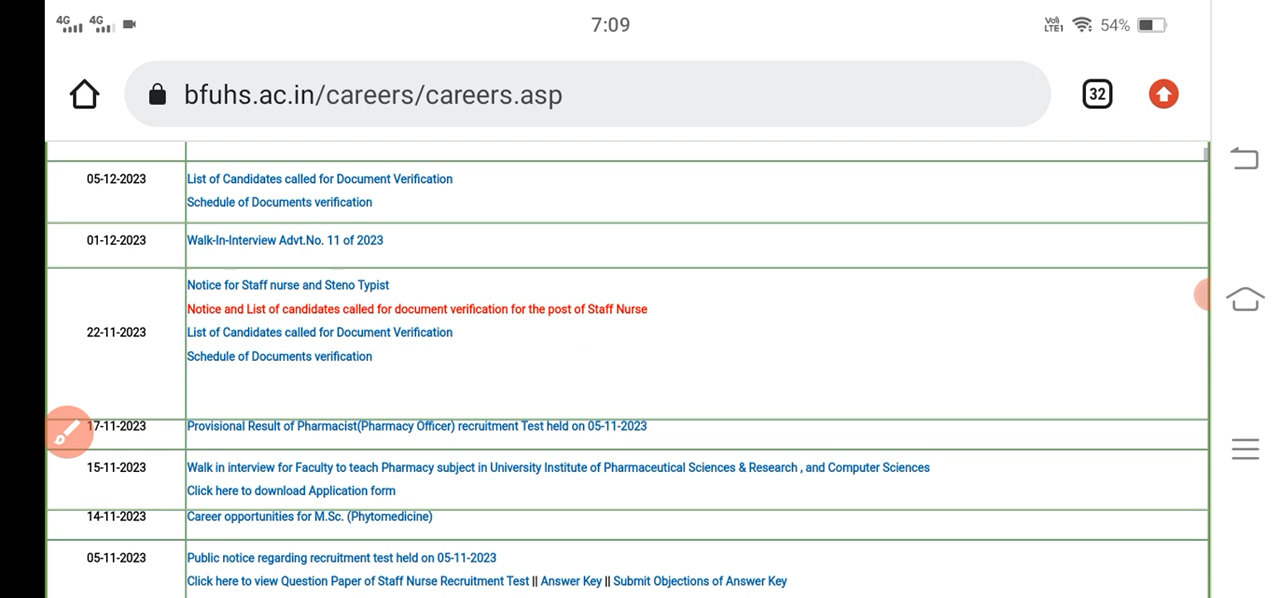 4G 4G 7:09 Vo) LTE1 54%
bfuhs.ac.in/careers/careers.asp 32
05-12-2023 List of Candidates called for Document Verification
Schedule of Documents verification
01-12-2023 Walk-In-Interview Advt.No. 11 of 2023
Notice for Staff nurse and Steno Typist
Notice and List of candidates called for document verification for the post of Staff Nurse
22-11-2023 List of Candidates called for Document Verification
Schedule of Documents verification
17-11-2023 Provisional Result of Pharmacist(Pharmacy Officer) recruitment Test held on 05-11-2023
15-11-2023 Walk in interview for Faculty to teach Pharmacy subject in University Institute of Pharmaceutical Sciences & Research , and Computer Sciences
Click here to download Application form
14-11-2023 Career opportunities for M.Sc. (Phytomedicine)
05-11-2023 Public notice regarding recruitment test held on 05-11-2023
Click here to view Question Paper of Staff Nurse Recruitment Test || Answer Key || Submit Objections of Answer Key